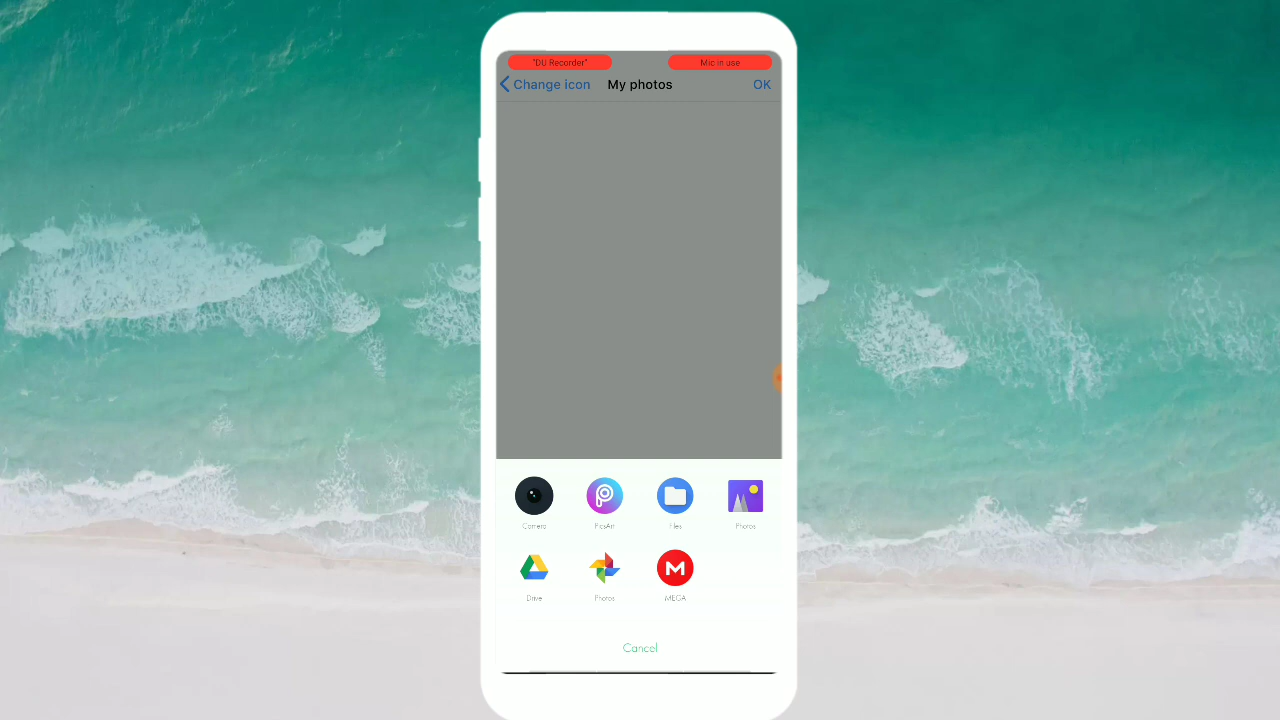 "DU Recorder" Mic in use
Change icon My photos OK
Camera PicsArt Files Photos
Drive Photos MEGA
Cancel